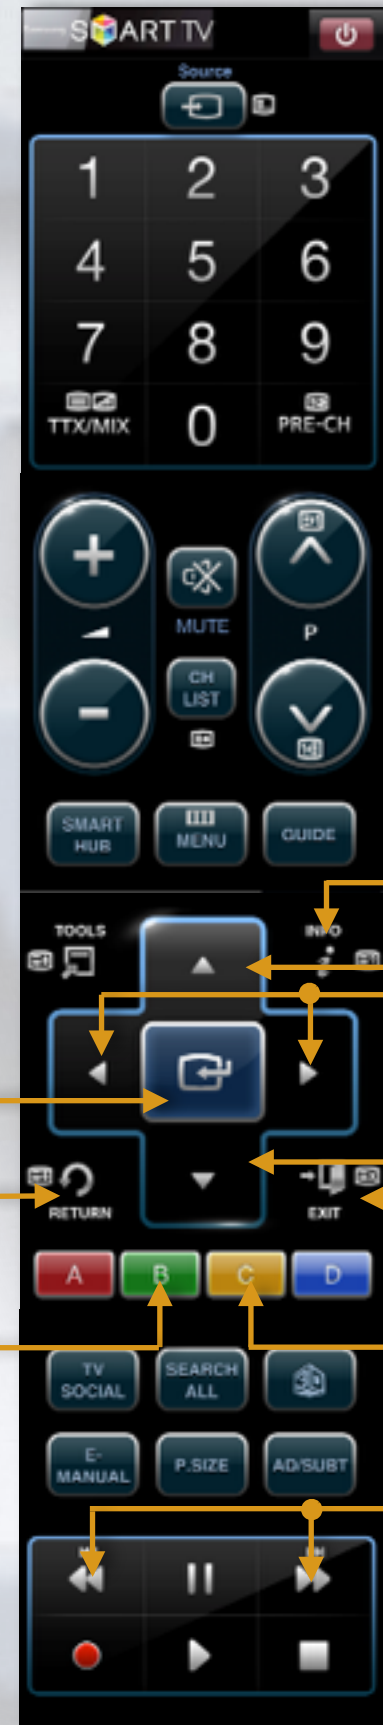 SMART TV
Source
1 2 3
4 5 6
7 8 9
TTX/MIX 0 PRE-CH
+
MUTE
P
CH
LIST
-
SMART
HUB
MENU
GUIDE
TOOLS
INFO
i
RETURN
EXIT
A B C D
TV
SOCIAL
SEARCH
ALL
3D
E-
MANUAL
P.SIZE
AD/SUBT